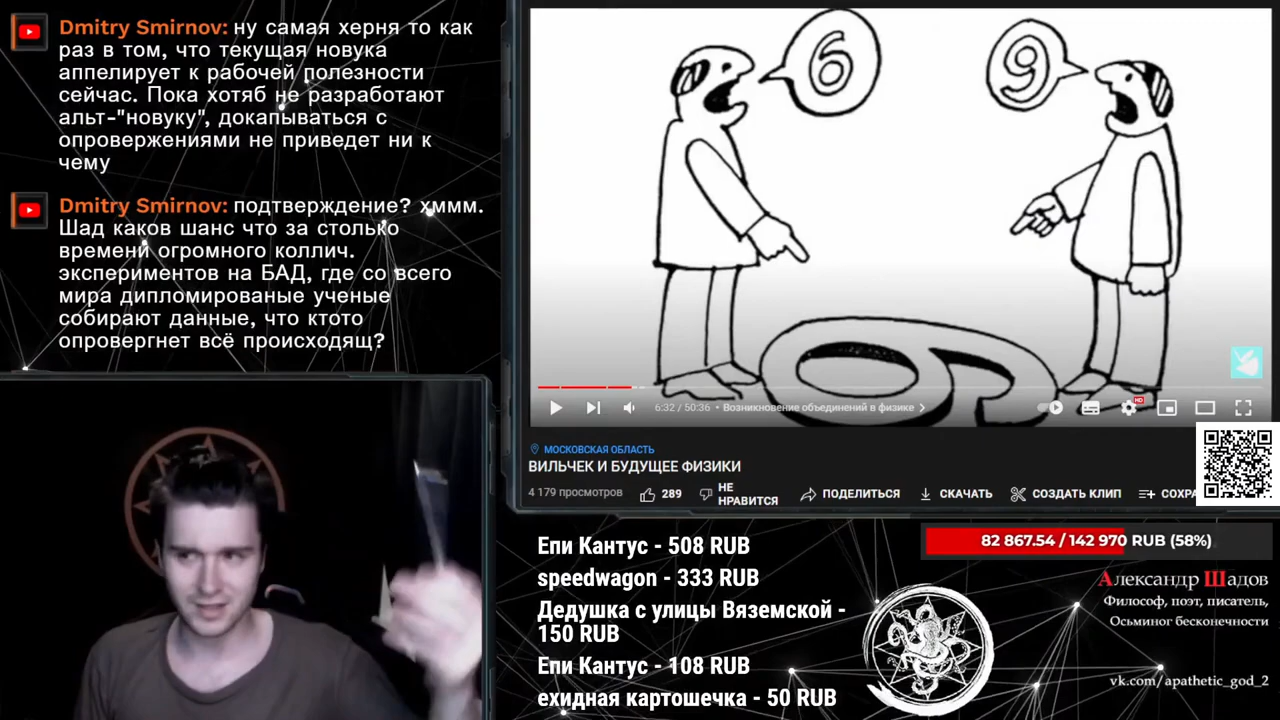 Dmitry Smirnov: ну самая херня то как
раз в том, что текущая новука
аппелирует к рабочей полезности
сейчас. Пока хотяб не разработают
альт-"новуку", докапываться с
опровержениями не приведет ни к
чему
Dmitry Smirnov: подтверждение? хммм.
Шад каков шанс что за столько
времени огромного коллич.
экспериментов на БАД, где со всего
мира дипломированые ученые
собирают данные, что ктото
опровергнет всё происходящ?
6
9
6:32 / 50:36 • Возникновение объединений в физике
HD
МОСКОВСКАЯ ОБЛАСТЬ
ВИЛЬЧЕК И БУДУЩЕЕ ФИЗИКИ
4 179 просмотров
289
НЕ
НРАВИТСЯ
ПОДЕЛИТЬСЯ
СКАЧАТЬ
СОЗДАТЬ КЛИП
СОХРА
Епи Кантус - 508 RUB
speedwagon - 333 RUB
Дедушка с улицы Вяземской -
150 RUB
Епи Кантус - 108 RUB
ехидная картошечка - 50 RUB
82 867.54 / 142 970 RUB (58%)
Александр Шадов
Философ, поэт, писатель,
Осьминог бесконечности
vk.com/apathetic_god_2